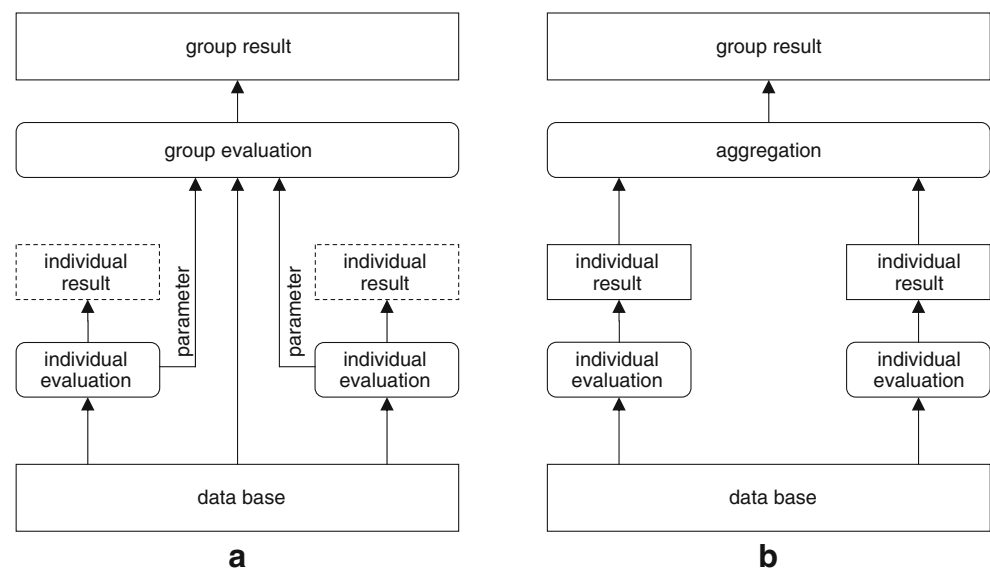 group result
group evaluation
individual
result
parameter
parameter
individual
result
individual
evaluation
individual
evaluation
data base
a
group result
aggregation
individual
result
individual
result
individual
evaluation
individual
evaluation
data base
b